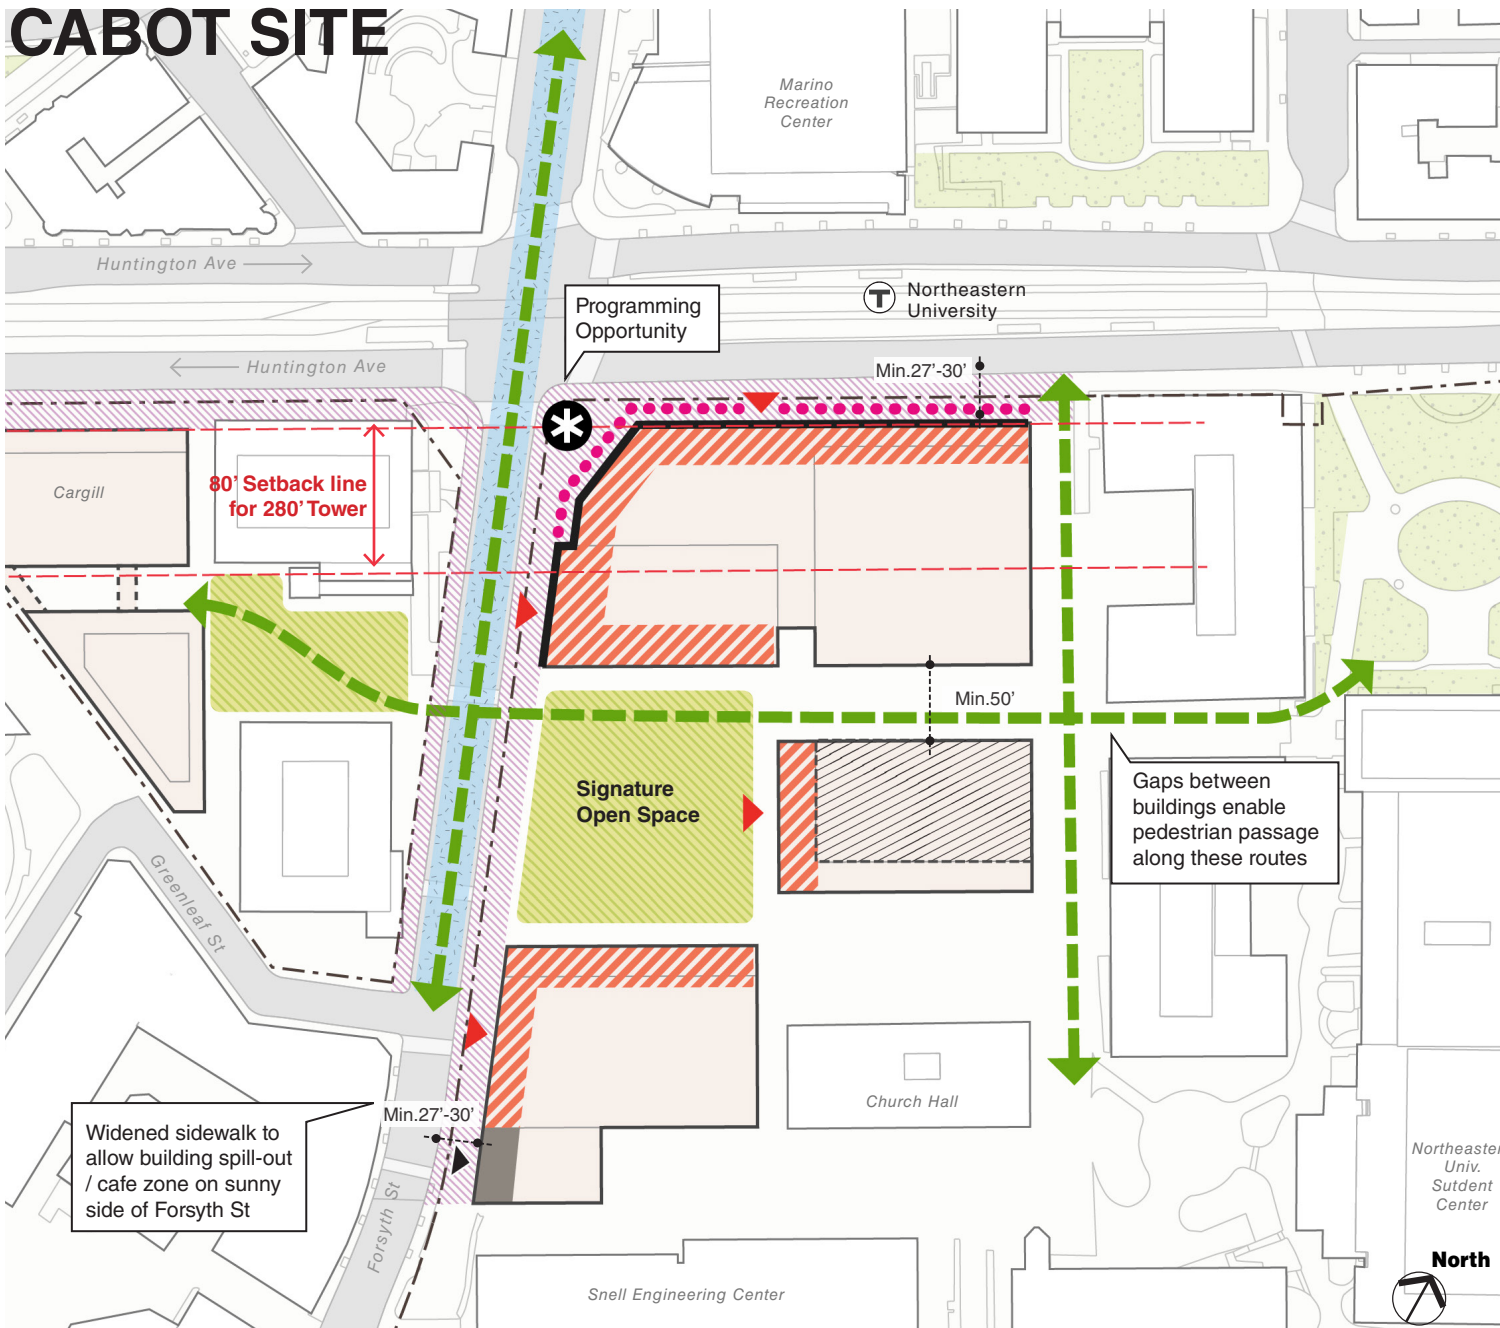 CABOT SITE
Marino
Recreation
Center
Huntington Ave
Northeastern
University
T
Programming
Opportunity
Huntington Ave
Min.27'-30'
*
Cargill
80' Setback line
for 280' Tower
Min.50'
Signature
Open Space
Gaps between
buildings enable
pedestrian passage
along these routes
Greenleaf St
Church Hall
Min.27'-30'
Widened sidewalk to
allow building spill-out
/ cafe zone on sunny
side of Forsyth St
Forsyth St
Northeaster
Univ.
Sutdent
Center
North
Snell Engineering Center